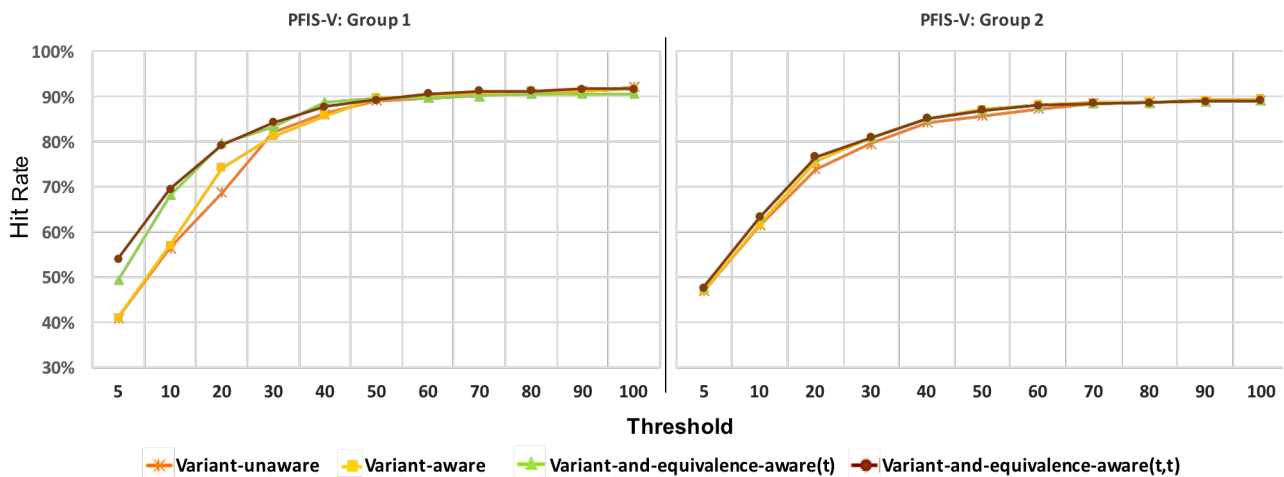 PFIS-V: Group 1
PFIS-V: Group 2
Hit Rate
100%
90%
80%
70%
60%
50%
40%
30%
5 10 20 30 40 50 60 70 80 90 100
5 10 20 30 40 50 60 70 80 90 100
Threshold
Variant-unaware Variant-aware Variant-and-equivalence-aware(t) Variant-and-equivalence-aware(t,t)